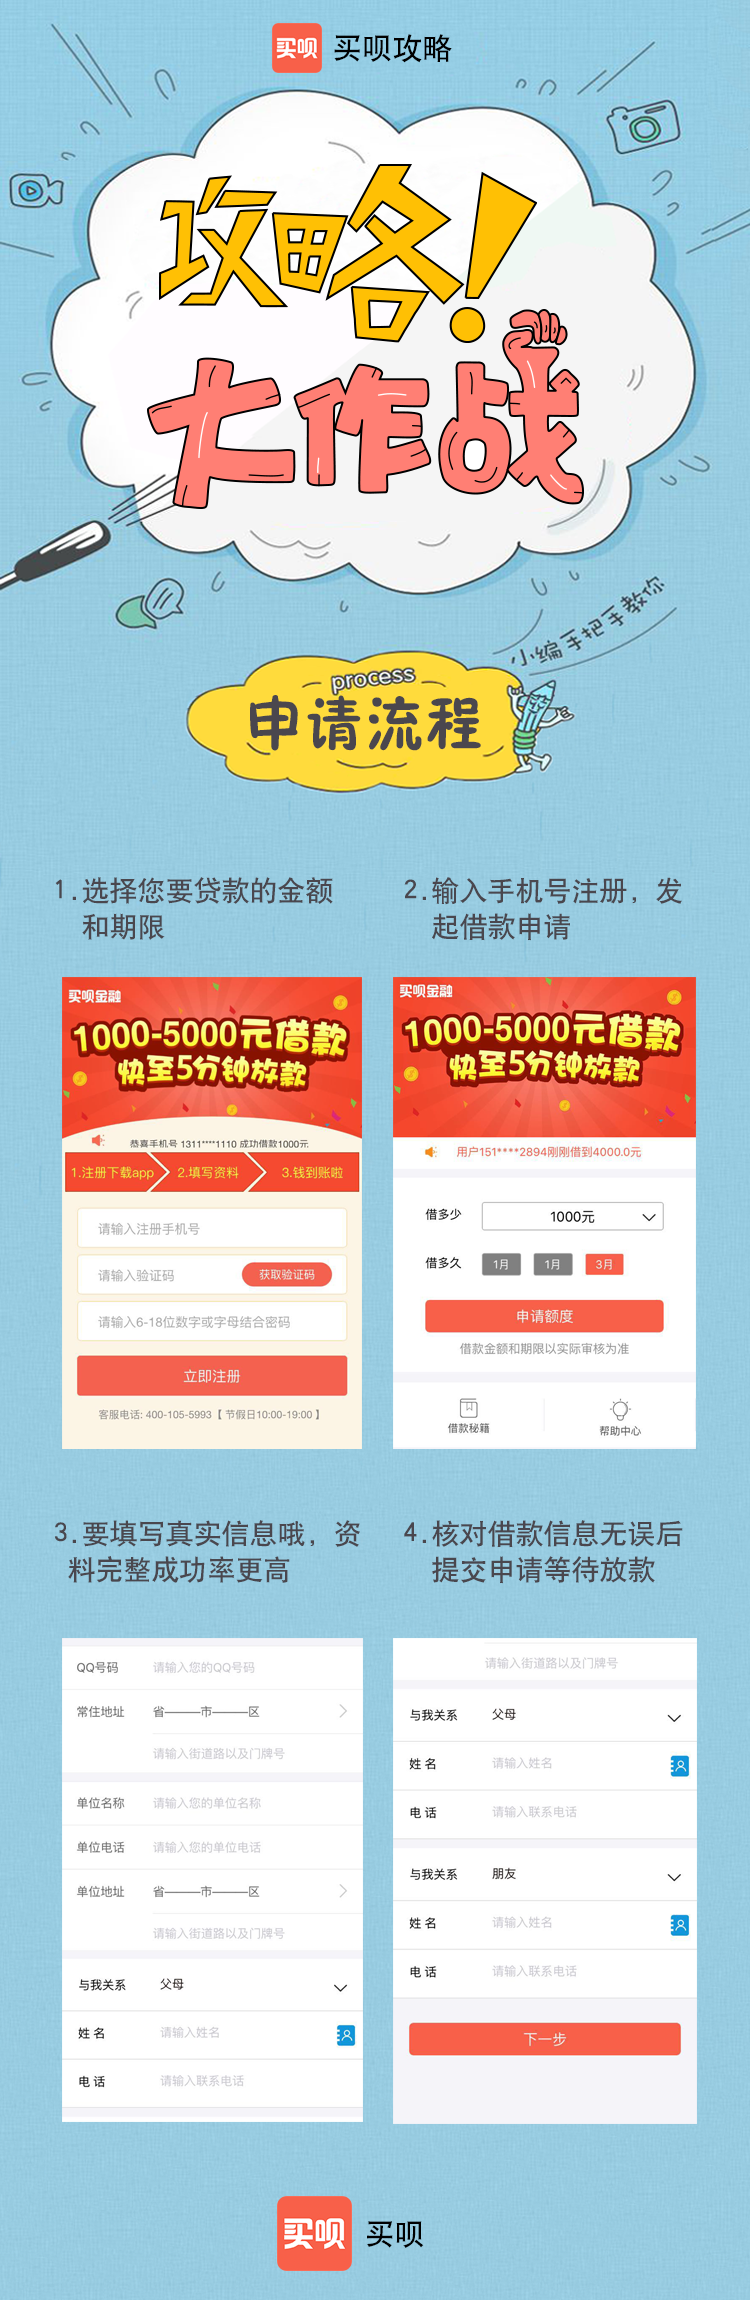 买呗
买呗攻略
攻略!
大作战
小编手把手教你
process
申请流程
1.选择您要贷款的金额
和期限
2.输入手机号注册，发
起借款申请
买呗金融
1000-5000元借款
快至5分钟放款
恭喜手机号 1311****1110 成功借款1000元
1.注册下载app
2.填写资料
3.钱到账啦
请输入注册手机号
请输入验证码
获取验证码
请输入6-18位数字或字母结合密码
立即注册
客服电话: 400-105-5993【 节假日10:00-19:00 】
买呗金融
1000-5000元借款
快至5分钟放款
用户151****2894刚刚借到4000.0元
借多少
1000元
借多久
1月
1月
3月
申请额度
借款金额和期限以实际审核为准
借款秘籍
帮助中心
3.要填写真实信息哦，资
料完整成功率更高
4.核对借款信息无误后
提交申请等待放款
QQ号码
请输入您的QQ号码
常住地址
省———市———区
请输入街道路以及门牌号
单位名称
请输入您的单位名称
单位电话
请输入您的单位电话
单位地址
省———市———区
请输入街道路以及门牌号
与我关系
父母
姓 名
请输入姓名
电 话
请输入联系电话
请输入街道路以及门牌号
与我关系
父母
姓 名
请输入姓名
电 话
请输入联系电话
与我关系
朋友
姓 名
请输入姓名
电 话
请输入联系电话
下一步
买呗
买呗